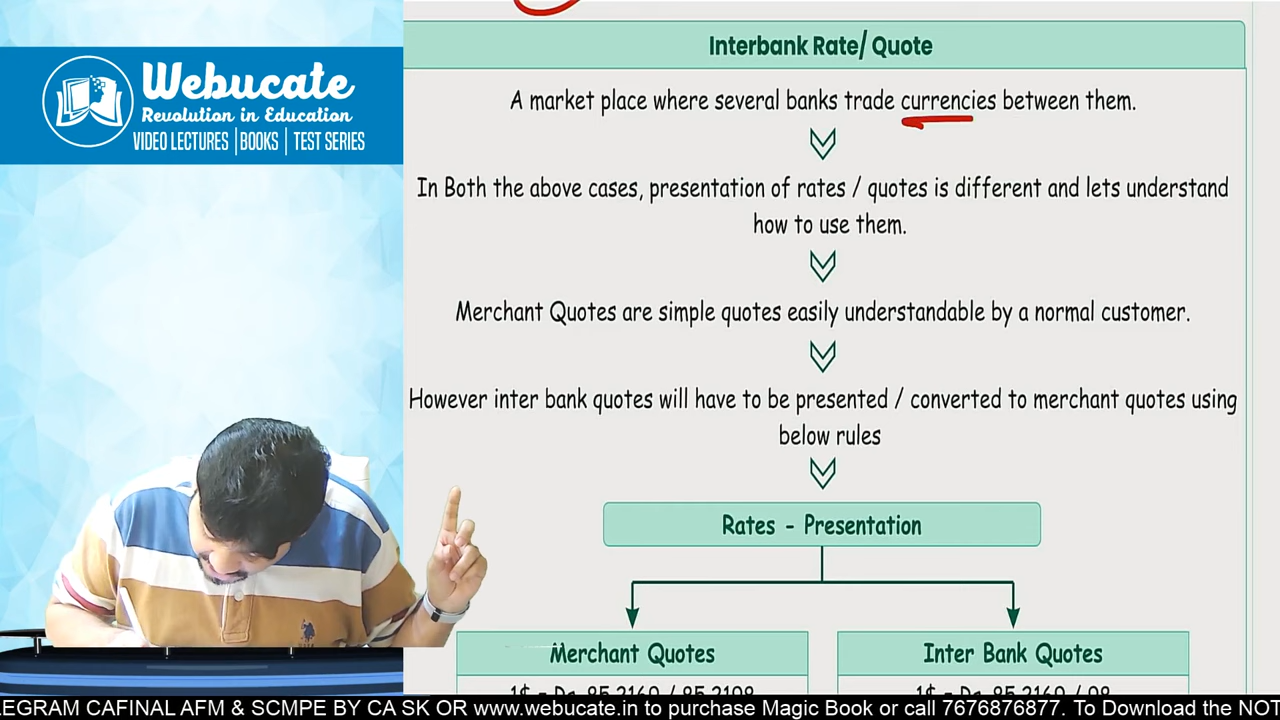 Webucate
Revolution in Education
VIDEO LECTURES | BOOKS | TEST SERIES
Interbank Rate/ Quote
A market place where several banks trade currencies between them.
In Both the above cases, presentation of rates / quotes is different and lets understand
how to use them.
Merchant Quotes are simple quotes easily understandable by a normal customer.
However inter bank quotes will have to be presented / converted to merchant quotes using
below rules
Rates - Presentation
Merchant Quotes
Inter Bank Quotes
LEGRAM CAFINAL AFM & SCMPE BY CA SK OR www.webucate.in to purchase Magic Book or call 7676876877. To Download the NOT